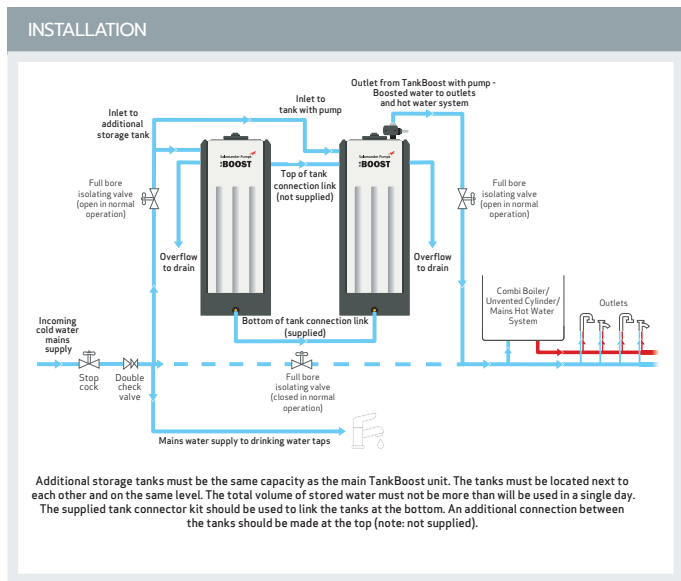 INSTALLATION
Outlet from TankBoost with pump -
Boosted water to outlets
and hot water system
Inlet to
tank with pump
Inlet to
additional
storage tank
Salamander Pumps
BOOST
Salamander Pumps
BOOST
Top of tank
connection link
(not supplied)
Full bore
isolating valve
(open in normal
operation)
Full bore
isolating valve
(open in normal
operation)
Overflow
to drain
Overflow
to drain
Combi Boiler/
Unvented Cylinder/
Mains Hot Water
System
Outlets
Incoming
cold water
mains
supply
Bottom of tank connection link
(supplied)
Stop
cock
Double
check
valve
Full bore
isolating valve
(closed in normal
operation)
Mains water supply to drinking water taps
Additional storage tanks must be the same capacity as the main TankBoost unit. The tanks must be located next to
each other and on the same level. The total volume of stored water must not be more than will be used in a single day.
The supplied tank connector kit should be used to link the tanks at the bottom. An additional connection between
the tanks should be made at the top (note: not supplied).